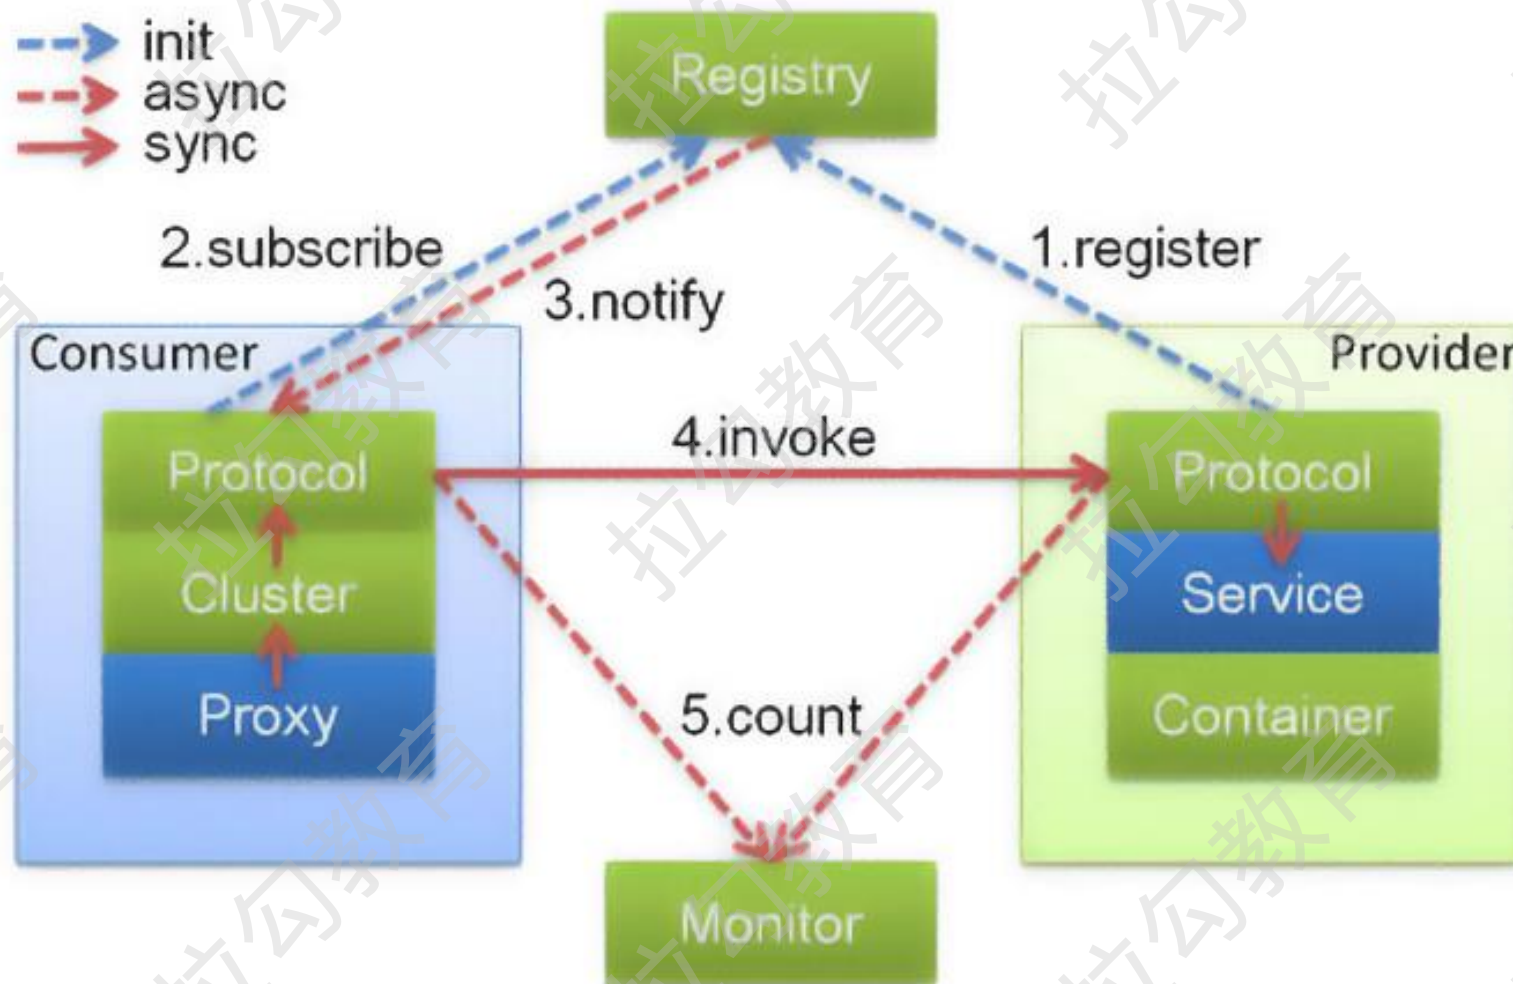 init
async
sync
Registry
2.subscribe
1.register
3.notify
Consumer
Provider
4.invoke
Protocol
Protocol
Cluster
Service
Proxy
5.count
Container
Monitor
拉勾教育